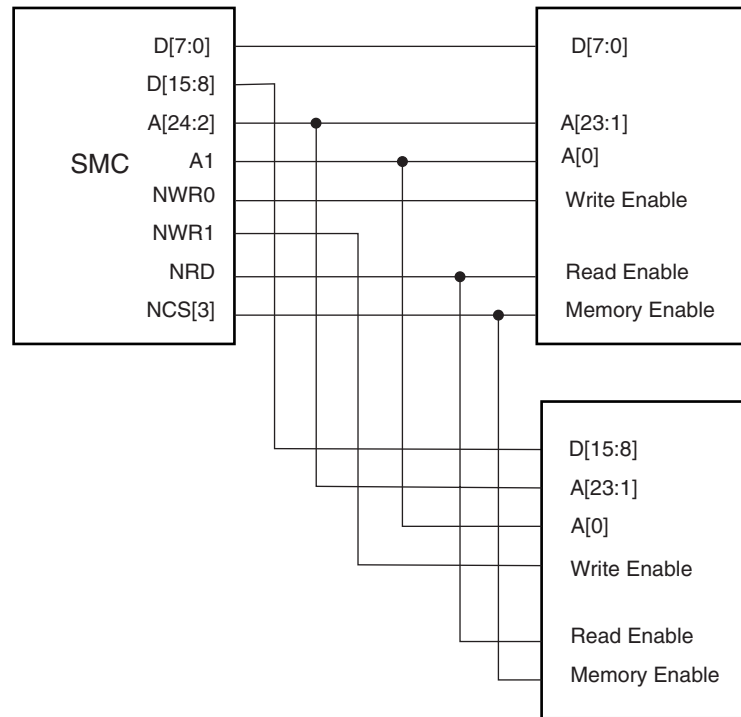 D[7:0]
D[15:8]
A[24:2]
SMC
A1
NWR0
NWR1
NRD
NCS[3]
D[7:0]
A[23:1]
A[0]
Write Enable
Read Enable
Memory Enable
D[15:8]
A[23:1]
A[0]
Write Enable
Read Enable
Memory Enable